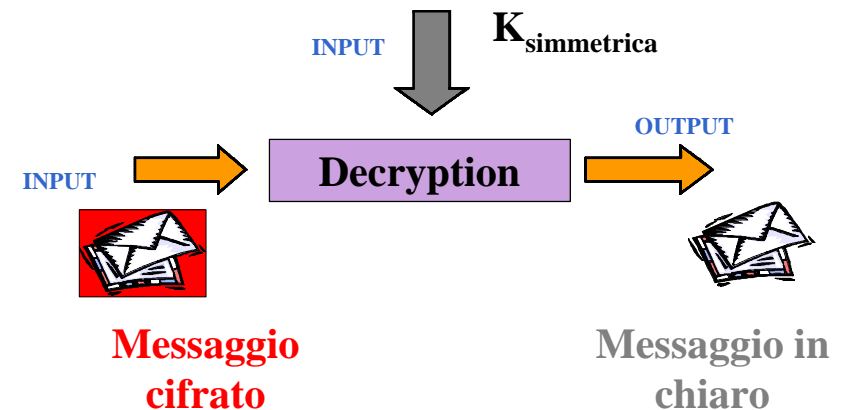 INPUT
Ksimmetrica
OUTPUT
INPUT
Decryption
Messaggio
cifrato
Messaggio in
chiaro